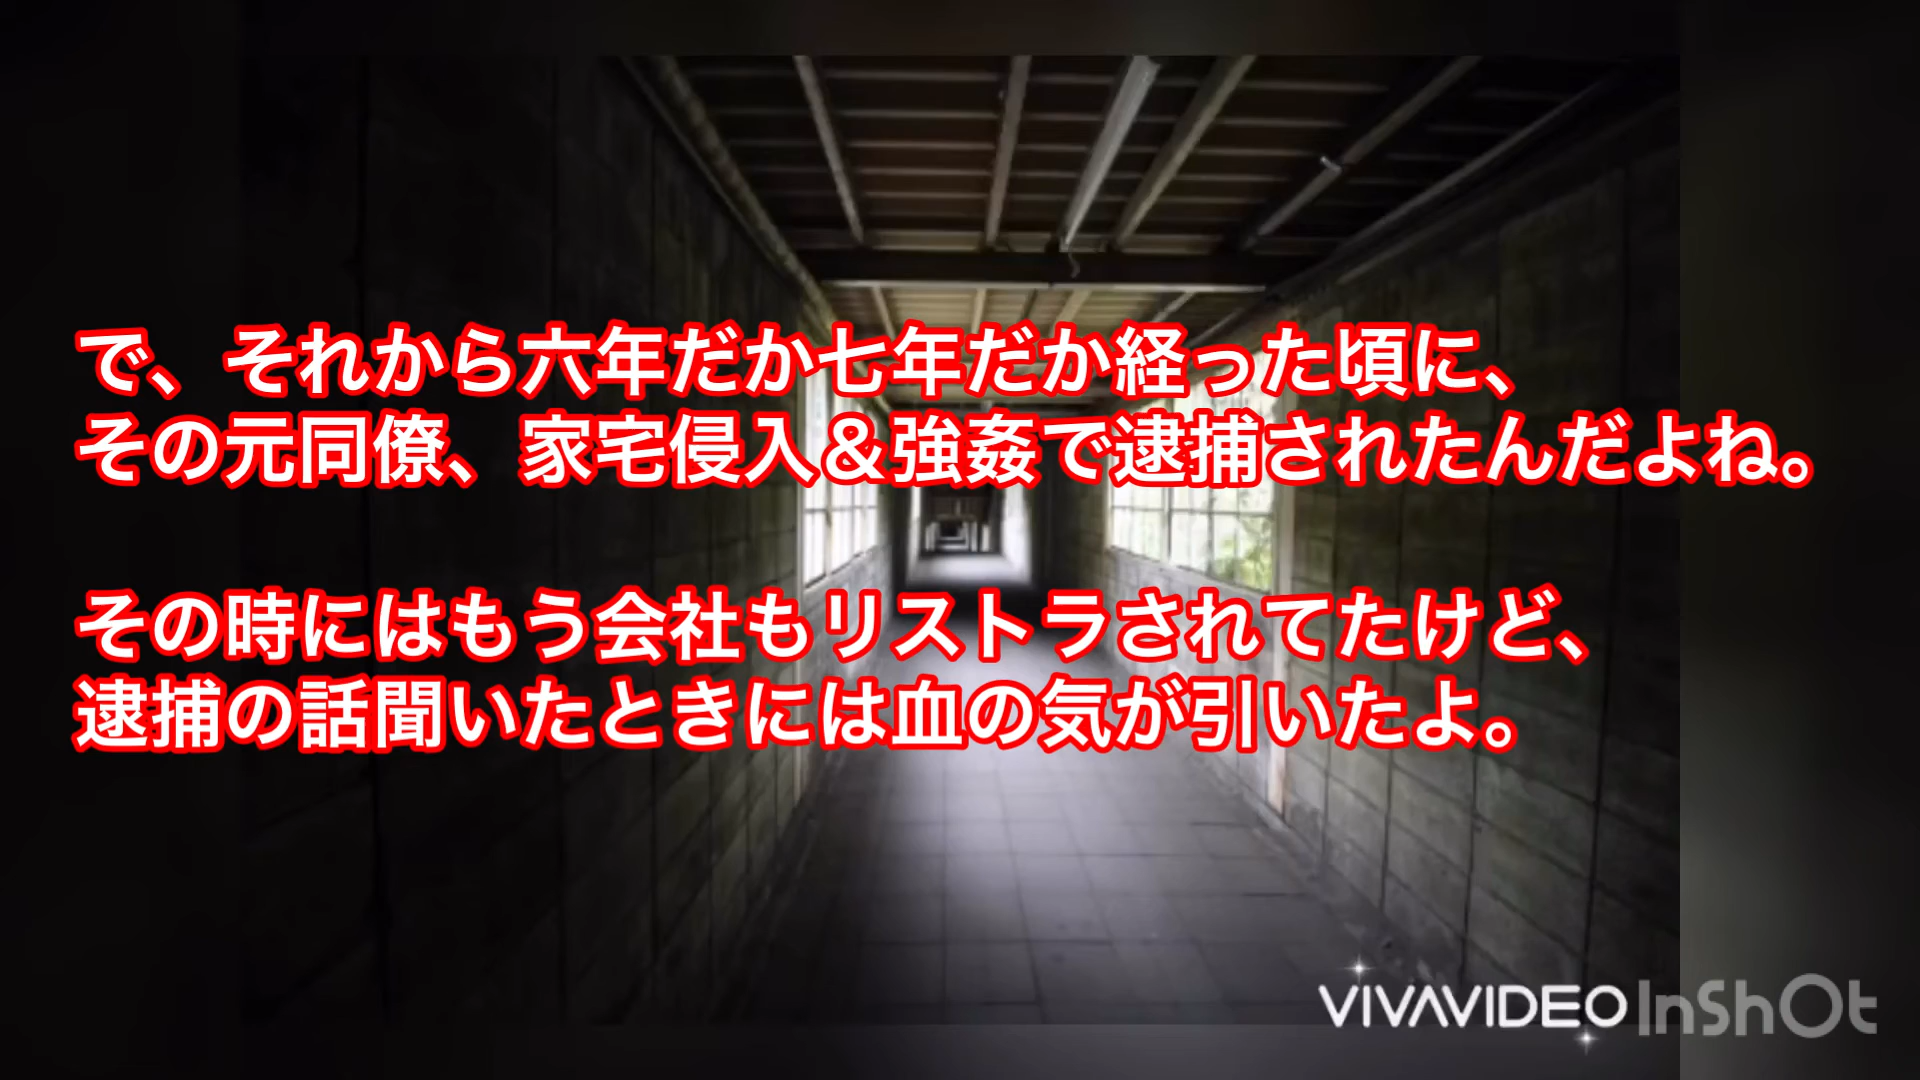 で、それから六年だか七年だか経った頃に、
その元同僚、家宅侵入＆強姦で逮捕されたんだよね。
その時にはもう会社もリストラされてたけど、
逮捕の話聞いたときには血の気が引いたよ。
VIVAVIDEO InShOt